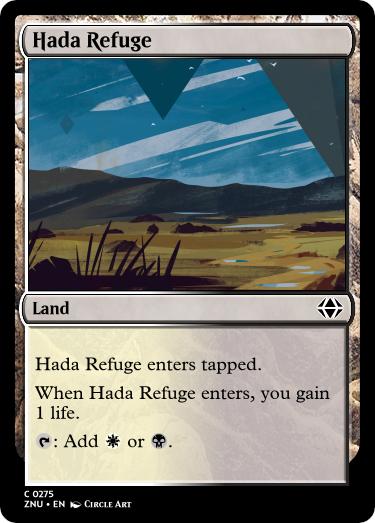 Hada Refuge
Land
Hada Refuge enters tapped.
When Hada Refuge enters, you gain
1 life.
: Add or .
C 0275
ZNU • EN CIRCLE ART